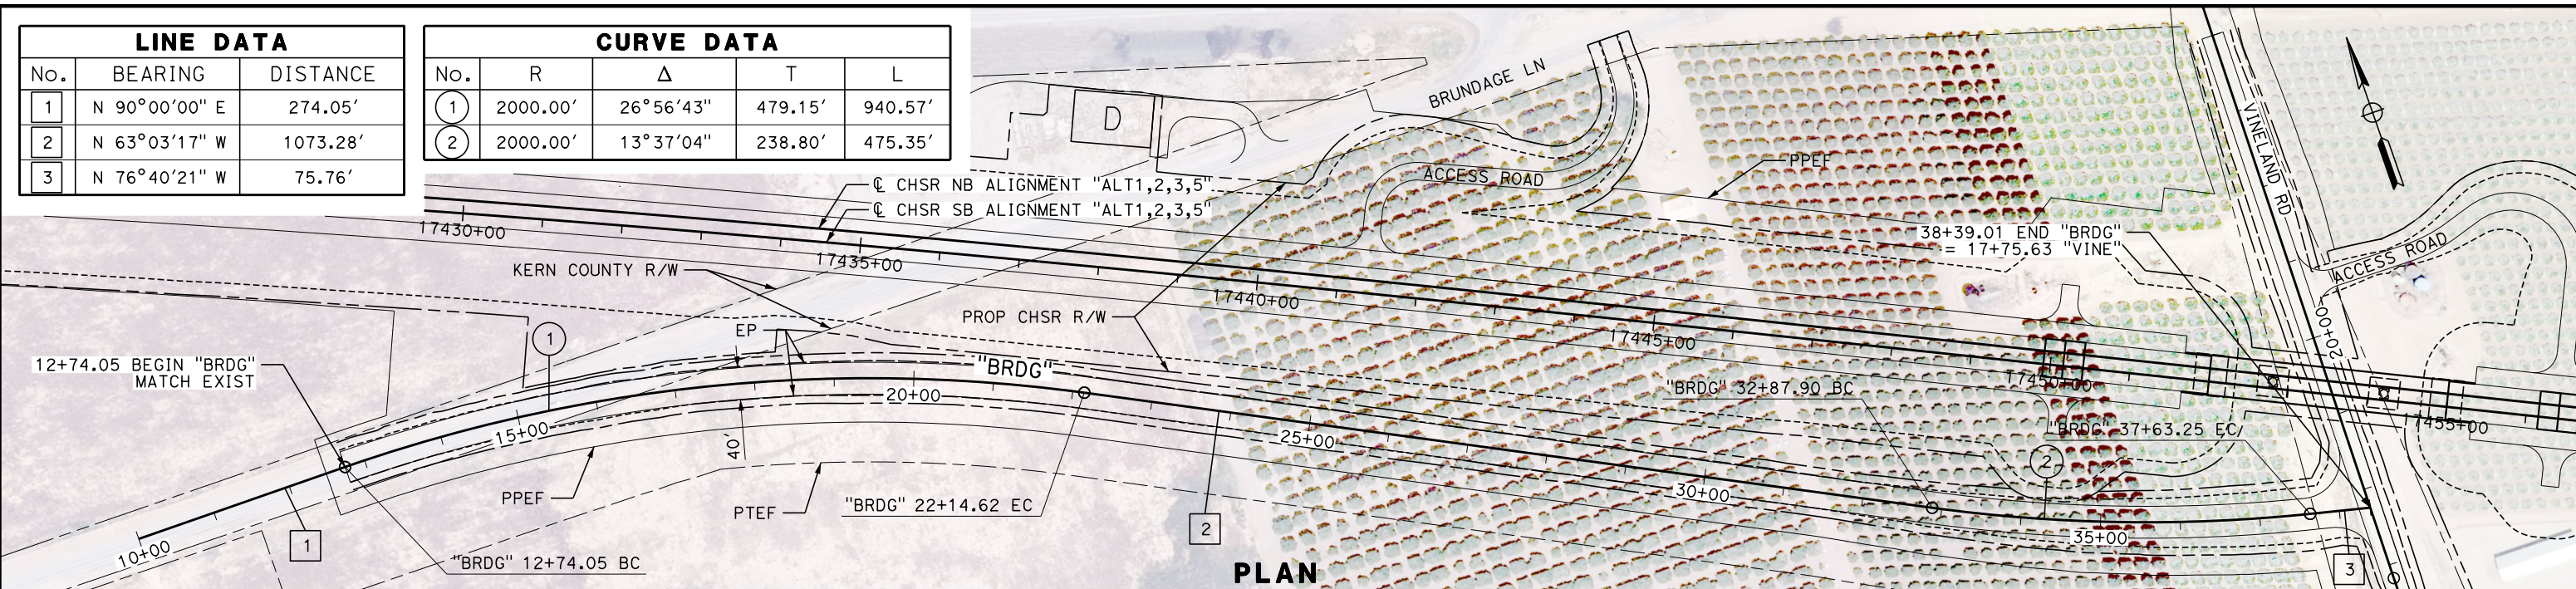 LINE DATA
No. BEARING DISTANCE
1 N 90°00′00″ E 274.05′
2 N 63°03′17″ W 1073.28′
3 N 76°40′21″ W 75.76′
CURVE DATA
No. R Δ T L
1 2000.00′ 26°56′43″ 479.15′ 940.57′
2 2000.00′ 13°37′04″ 238.80′ 475.35′
D
BRUNDAGE LN
ACCESS ROAD
PPEF
VINELAND RD
ACCESS ROAD
℄ CHSR NB ALIGNMENT "ALT1,2,3,5"
℄ CHSR SB ALIGNMENT "ALT1,2,3,5"
17430+00
17435+00
17440+00
17445+00
17450+00
17455+00
38+39.01 END "BRDG"
= 17+75.63 "VINE"
KERN COUNTY R/W
PROP CHSR R/W
EP
1
12+74.05 BEGIN "BRDG"
MATCH EXIST
"BRDG"
20+00
"BRDG" 32+87.90 BC
"BRDG" 37+63.25 EC
20+00
15+00
25+00
40′
2
30+00
PPEF
PTEF
"BRDG" 22+14.62 EC
2
35+00
10+00
1
"BRDG" 12+74.05 BC
3
PLAN